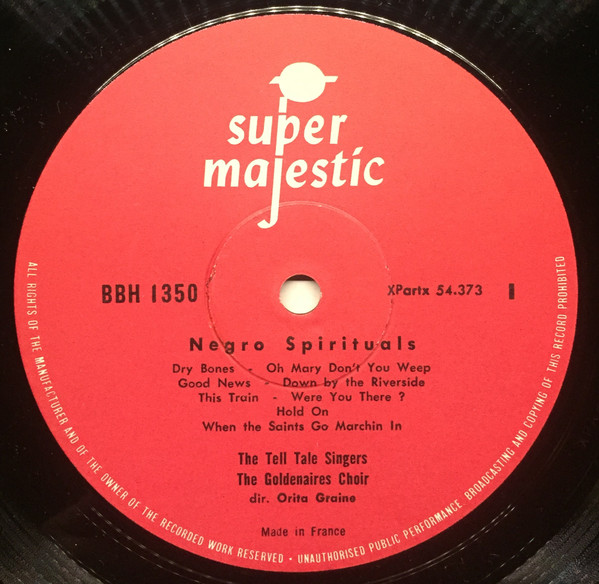 super
majestic
BBH 1350
XPartx 54.373
I
Negro Spirituals
Dry Bones - Oh Mary Don't You Weep
Good News - Down by the Riverside
This Train - Were You There ?
Hold On
When the Saints Go Marchin In
The Tell Tale Singers
The Goldenaires Choir
dir. Orita Graine
Made in France
ALL RIGHTS OF THE MANUFACTURER AND OF THE OWNER OF THE RECORDED WORK RESERVED - UNAUTHORISED PUBLIC PERFORMANCE. BROADCASTING AND COPYING OF THIS RECORD PROHIBITED